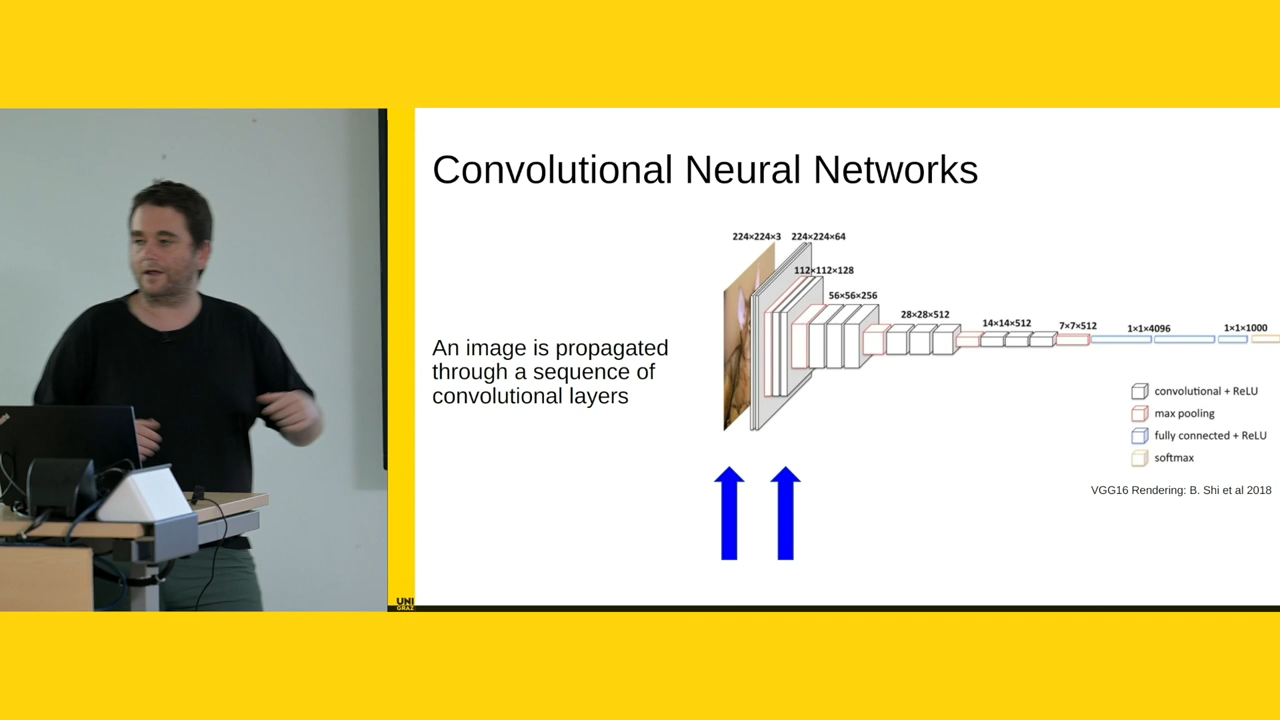 Convolutional Neural Networks
224×224×3
224×224×64
112×112×128
56×56×256
28×28×512
14×14×512
7×7×512
1×1×4096
1×1×1000
An image is propagated
through a sequence of
convolutional layers
convolutional + ReLU
max pooling
fully connected + ReLU
softmax
VGG16 Rendering: B. Shi et al 2018
UNI
GRAZ